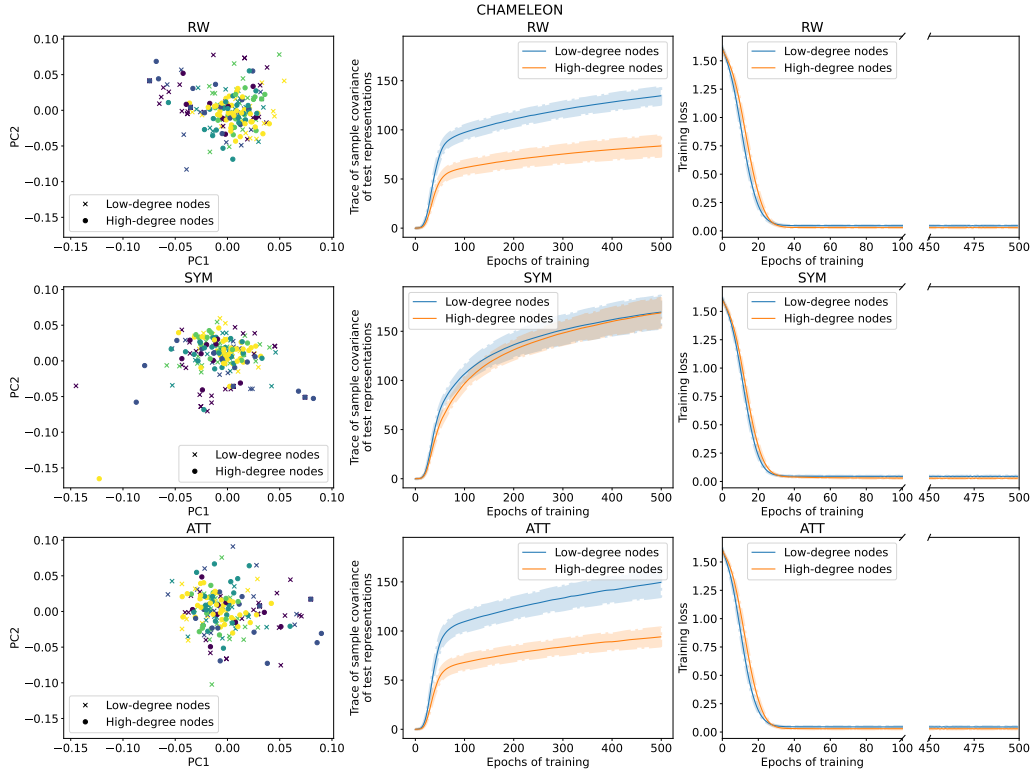 CHAMELEON
RW
RW
RW
0.10
0.05
0.00
−0.05
−0.10
−0.15
PC2
−0.15
−0.10
−0.05
0.00
0.05
0.10
PC1
Low-degree nodes
High-degree nodes
150
100
50
0
Trace of sample covariance
of test representations
0
100
200
300
400
500
Epochs of training
Low-degree nodes
High-degree nodes
1.50
1.25
1.00
0.75
0.50
0.25
0.00
Training loss
0
20
40
60
80
100
450
475
500
Epochs of training
Low-degree nodes
High-degree nodes
SYM
SYM
SYM
0.10
0.05
0.00
−0.05
−0.10
−0.15
PC2
−0.15
−0.10
−0.05
0.00
0.05
0.10
PC1
Low-degree nodes
High-degree nodes
150
100
50
0
Trace of sample covariance
of test representations
0
100
200
300
400
500
Epochs of training
Low-degree nodes
High-degree nodes
1.50
1.25
1.00
0.75
0.50
0.25
0.00
Training loss
0
20
40
60
80
100
450
475
500
Epochs of training
Low-degree nodes
High-degree nodes
ATT
ATT
ATT
0.10
0.05
0.00
−0.05
−0.10
−0.15
PC2
−0.15
−0.10
−0.05
0.00
0.05
0.10
PC1
Low-degree nodes
High-degree nodes
150
100
50
0
Trace of sample covariance
of test representations
0
100
200
300
400
500
Epochs of training
Low-degree nodes
High-degree nodes
1.50
1.25
1.00
0.75
0.50
0.25
0.00
Training loss
0
20
40
60
80
100
450
475
500
Epochs of training
Low-degree nodes
High-degree nodes